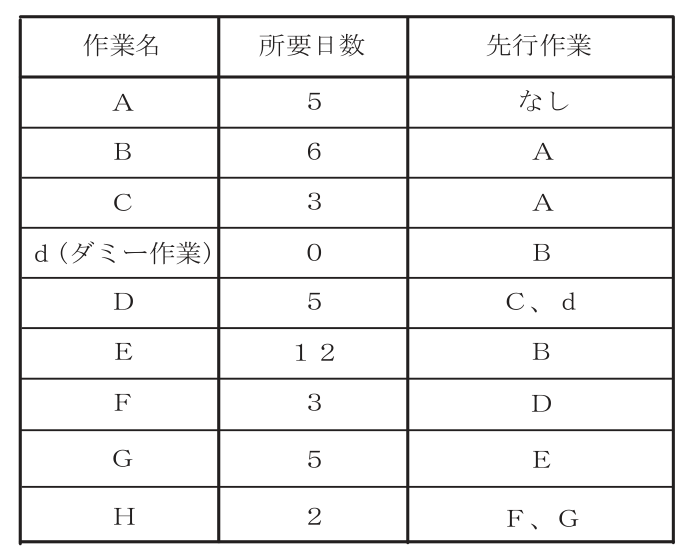 作業名 所要日数 先行作業
A 5 なし
B 6 A
C 3 A
d(ダミー作業) 0 B
D 5 C、d
E 12 B
F 3 D
G 5 E
H 2 F、G